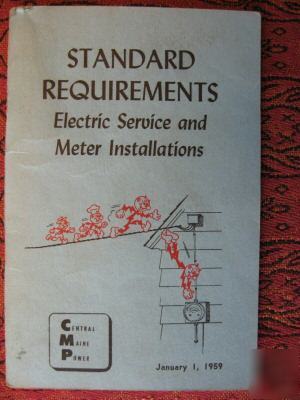 STANDARD
REQUIREMENTS
Electric Service and
Meter Installations
CENTRAL
MAINE
POWER
January 1, 1959